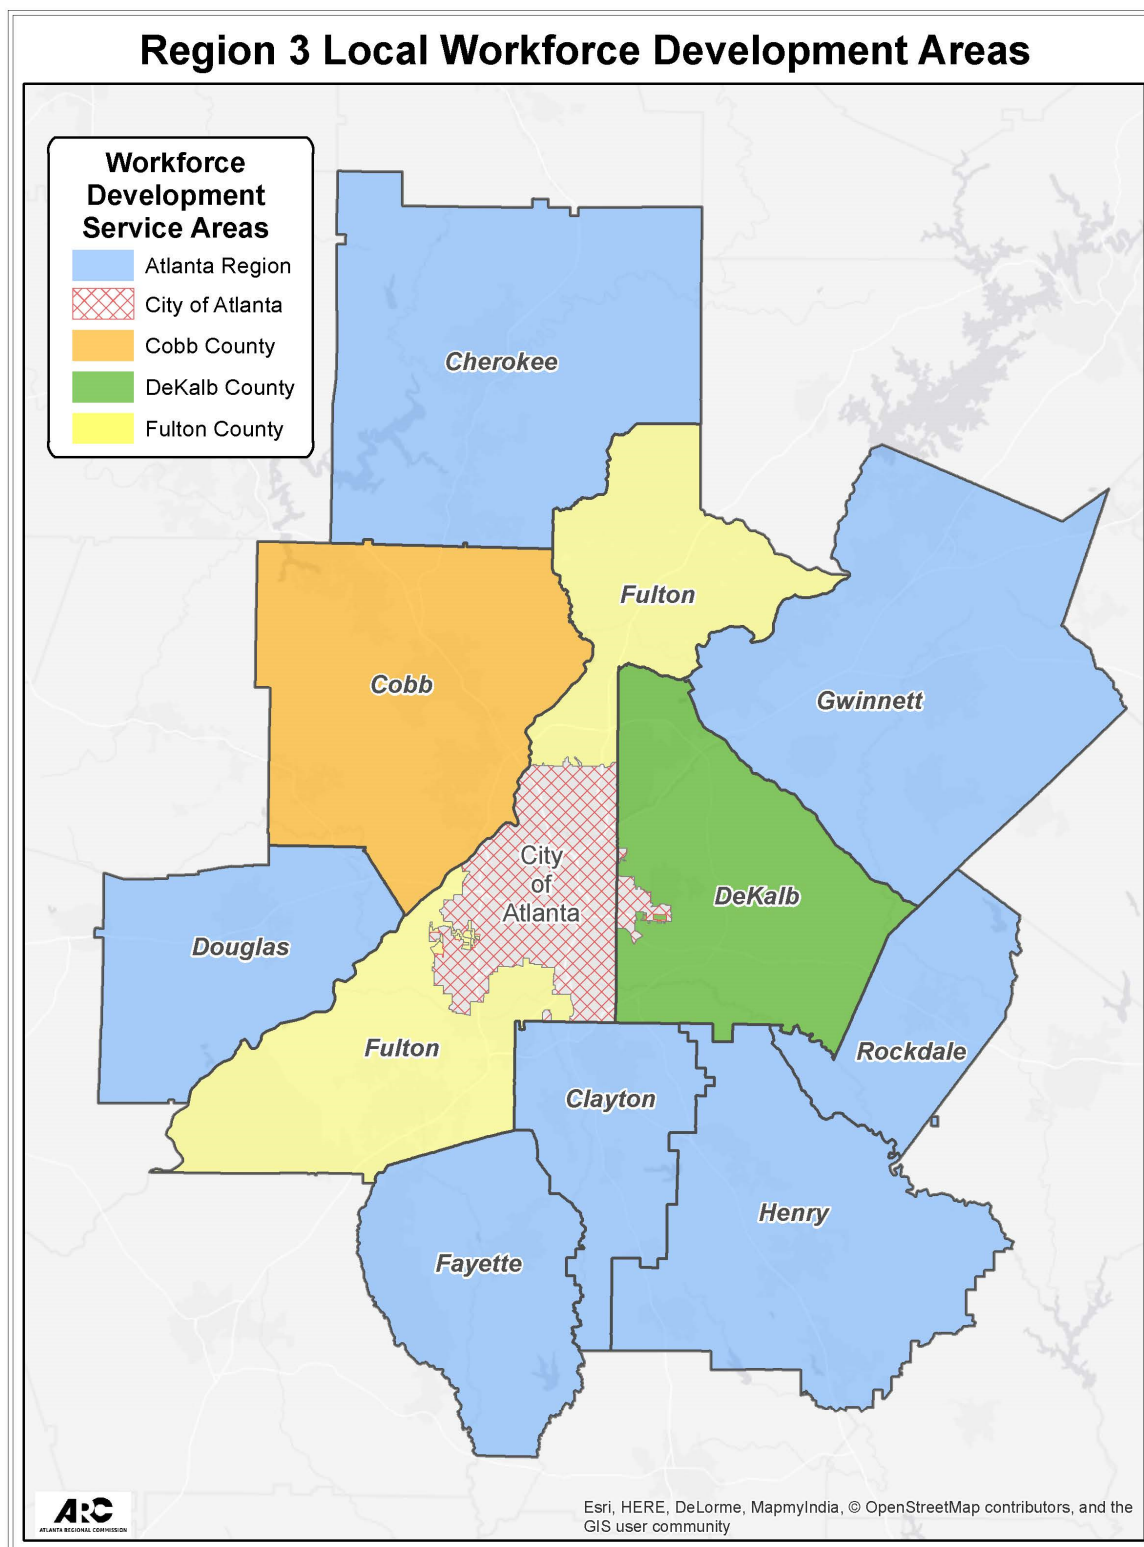 Region 3 Local Workforce Development Areas
Workforce
Development
Service Areas
Atlanta Region
City of Atlanta
Cobb County
DeKalb County
Fulton County
Cherokee
Fulton
Cobb
Gwinnett
City
of
Atlanta
DeKalb
Douglas
Fulton
Rockdale
Clayton
Henry
Fayette
ARC
ATLANTA REGIONAL COMMISSION
Esri, HERE, DeLorme, MapmyIndia, © OpenStreetMap contributors, and the
GIS user community